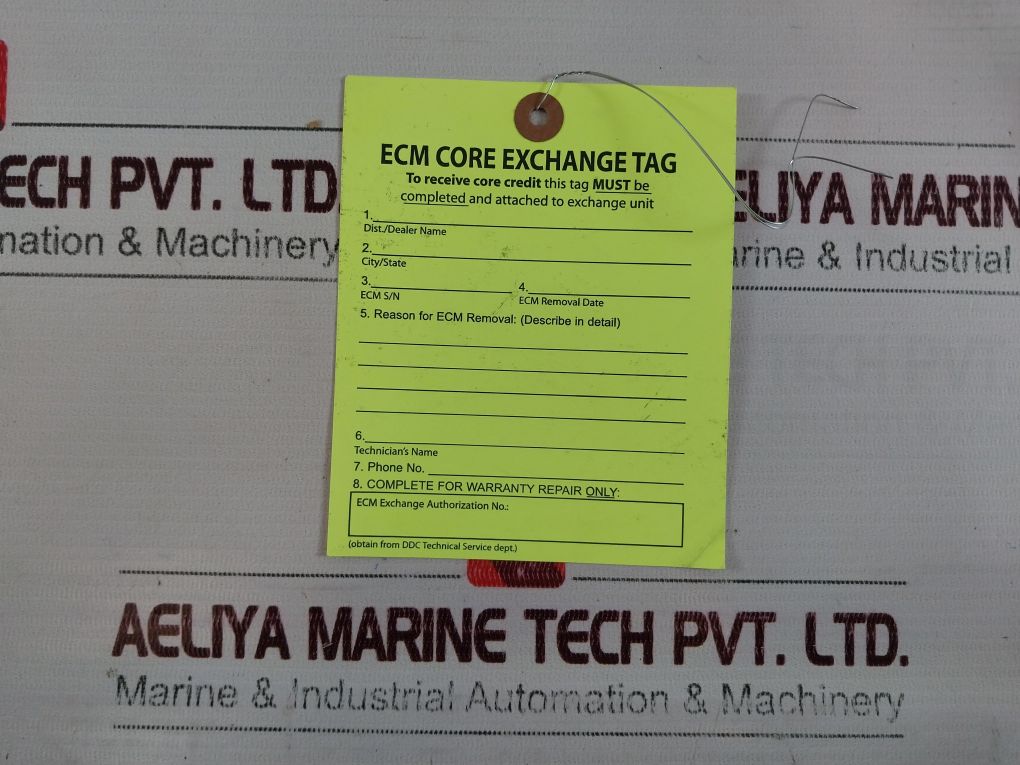 ECM CORE EXCHANGE TAG
To receive core credit this tag MUST be
completed and attached to exchange unit
1.
Dist./Dealer Name
2.
City/State
3. 4.
ECM S/N ECM Removal Date
5. Reason for ECM Removal: (Describe in detail)
6.
Technician's Name
7. Phone No.
8. COMPLETE FOR WARRANTY REPAIR ONLY:
ECM Exchange Authorization No.:
(obtain from DDC Technical Service dept.)
ECH PVT. LTD
nation & Machinery
ELIYA MARIN
arine & Industrial
AELIYA MARINE TECH PVT. LTD.
Marine & Industrial Automation & Machinery